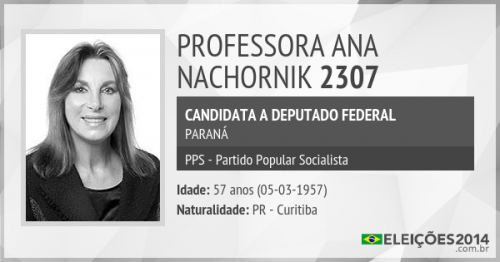 PROFESSORA ANA
NACHORNIK 2307
CANDIDATA A DEPUTADO FEDERAL
PARANÁ
PPS - Partido Popular Socialista
Idade: 57 anos (05-03-1957)
Naturalidade: PR - Curitiba
ELEIÇÕES2014
.com.br